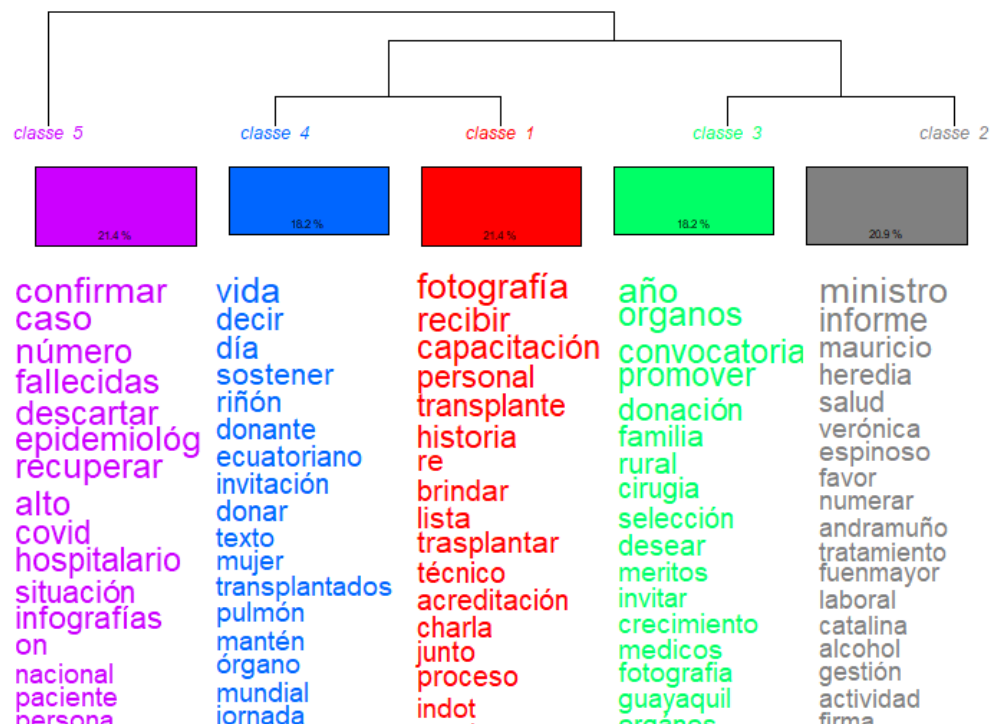 classe 5
classe 4
classe 1
classe 3
classe 2
21.4 %
18.2 %
21.4 %
18.2 %
20.9 %
confirmar
caso
número
fallecidas
descartar
epidemiológ
recuperar
alto
covid
hospitalario
situación
infografías
on
nacional
paciente
persona
vida
decir
día
sostener
riñón
donante
ecuatoriano
invitación
donar
texto
mujer
transplantados
pulmón
mantén
órgano
mundial
jornada
fotografía
recibir
capacitación
personal
transplante
historia
re
brindar
lista
trasplantar
técnico
acreditación
charla
junto
proceso
indot
año
organos
convocatoria
promover
donación
familia
rural
cirugia
selección
desear
meritos
invitar
crecimiento
medicos
fotografia
guayaquil
orgános
ministro
informe
mauricio
heredia
salud
verónica
espinoso
favor
numerar
andramuño
tratamiento
fuenmayor
laboral
catalina
alcohol
gestión
actividad
firma